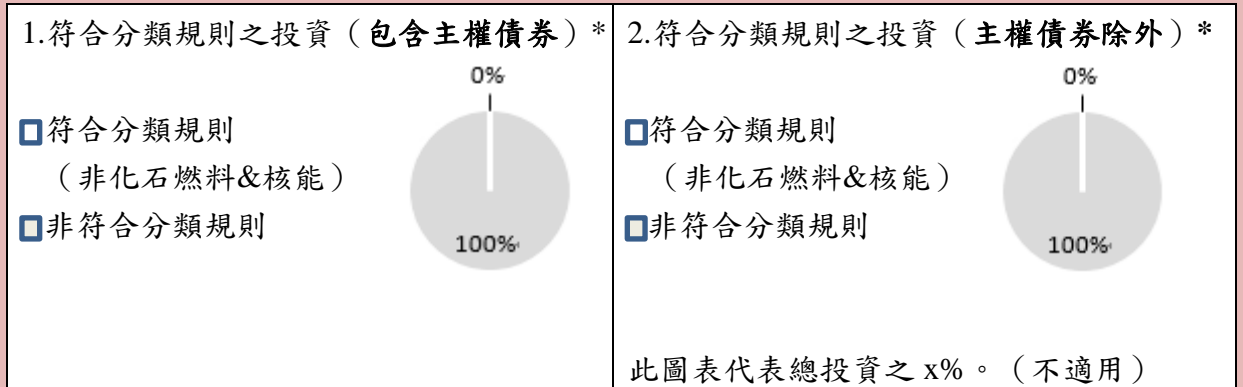 1.符合分類規則之投資（包含主權債券）*
0%
符合分類規則
（非化石燃料&核能）
非符合分類規則
100%
2.符合分類規則之投資（主權債券除外）*
0%
符合分類規則
（非化石燃料&核能）
非符合分類規則
100%
此圖表代表總投資之 x%。（不適用）